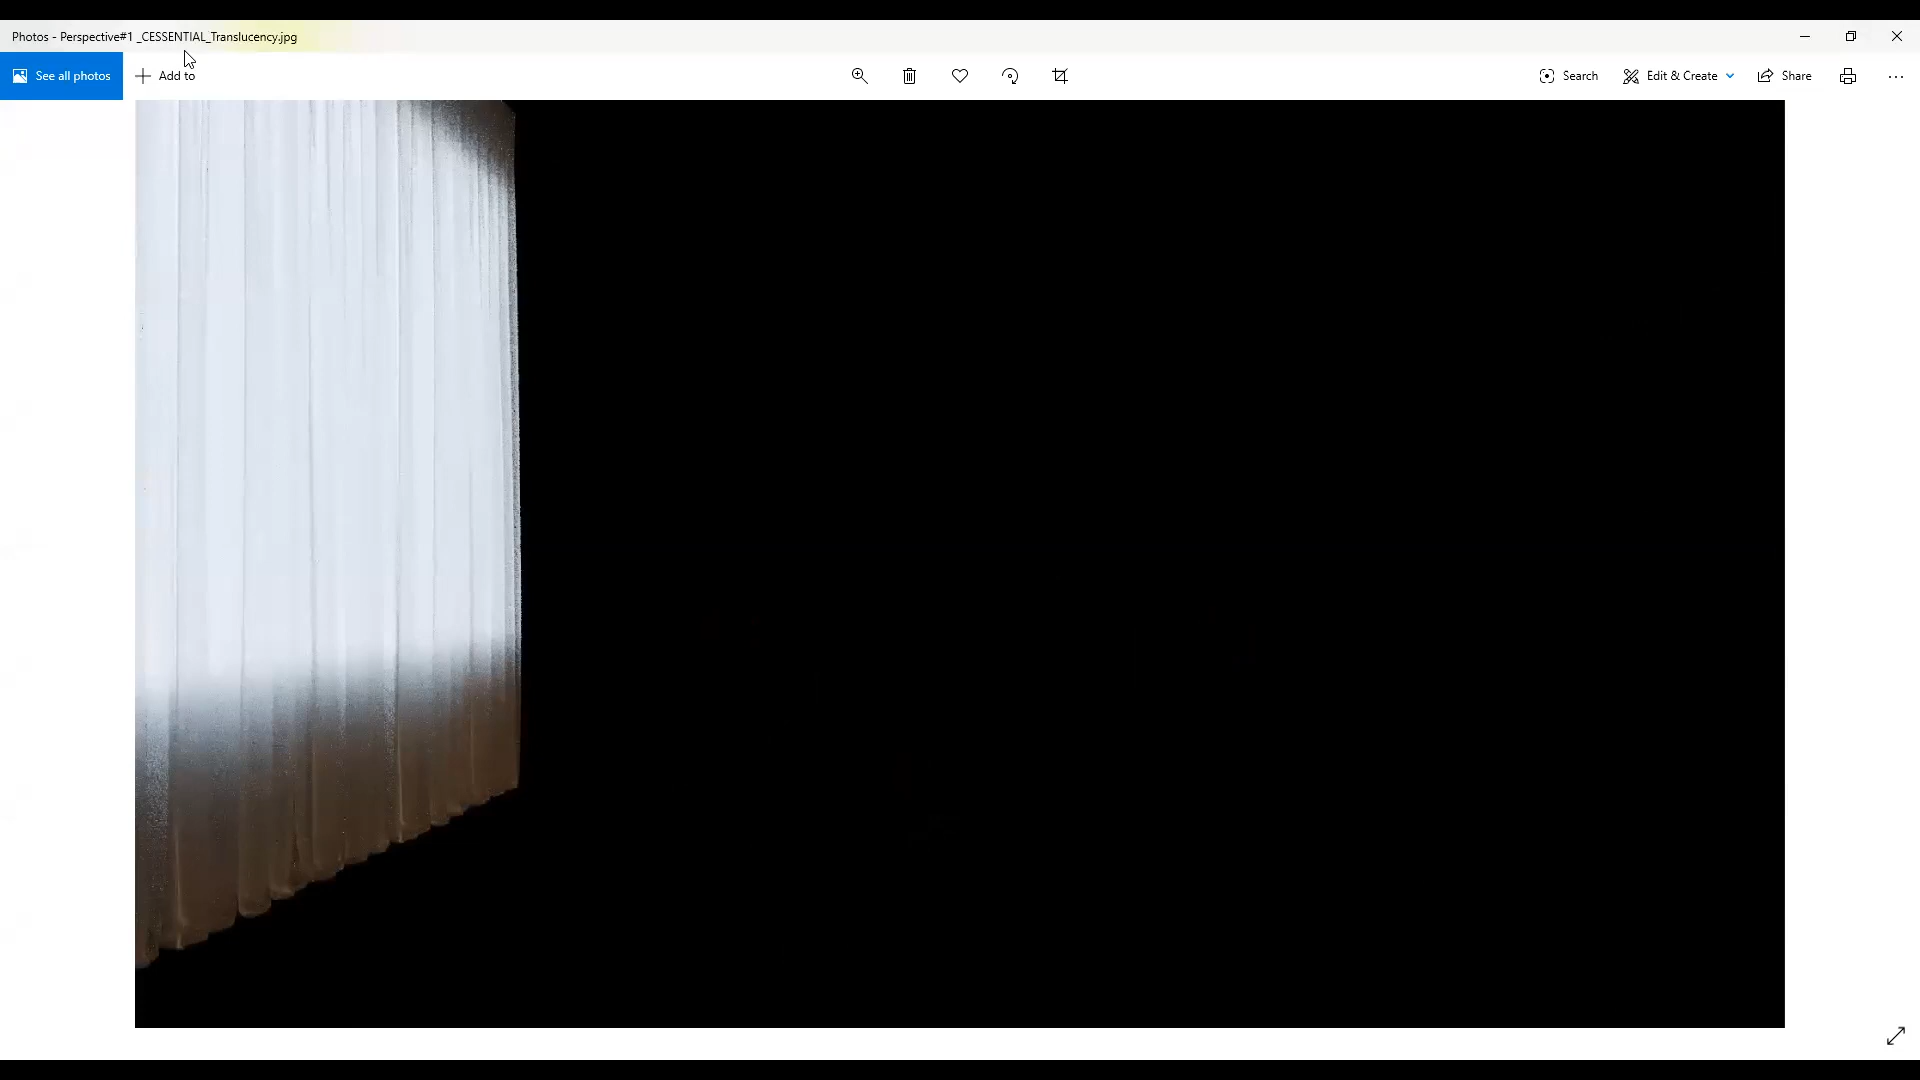 Photos - Perspective#1 _CESSENTIAL_Translucency.jpg
See all photos
Add to
Search
Edit & Create
Share